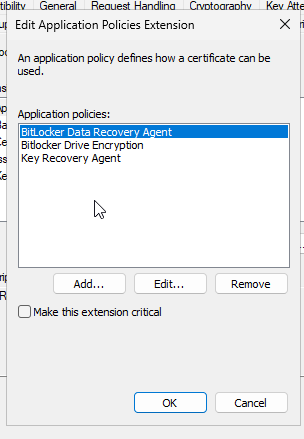 General
Request Handling
Cryptography
Key Atte
Edit Application Policies Extension
An application policy defines how a certificate can be
used.
Application policies:
BitLocker Data Recovery Agent
Bitlocker Drive Encryption
Key Recovery Agent
Add...
Edit...
Remove
Make this extension critical
OK
Cancel